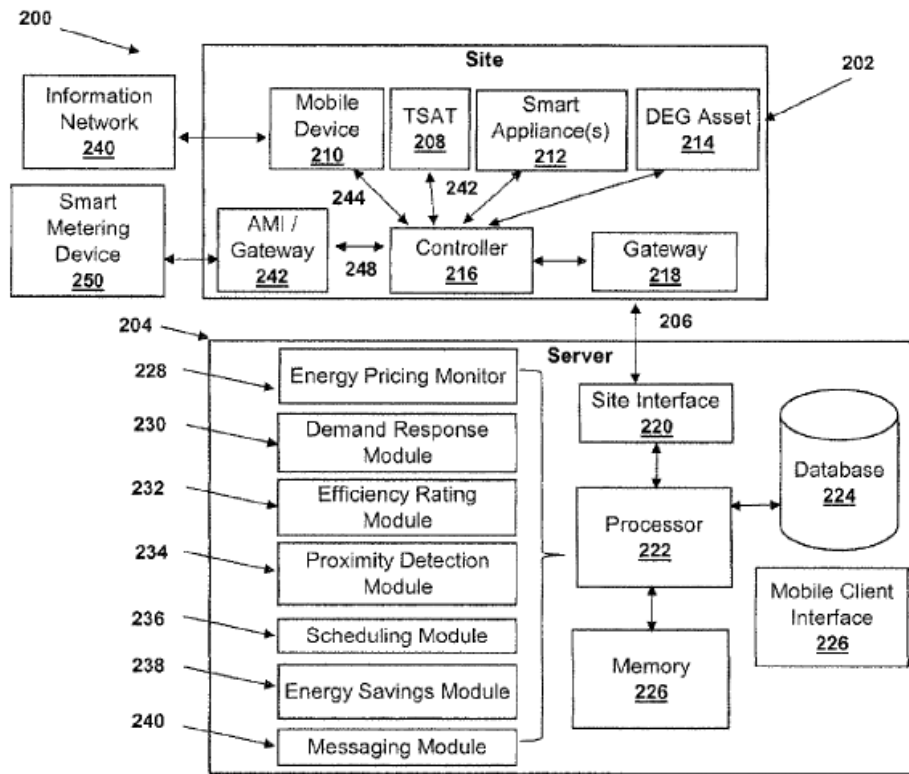 200
Site
202
Information
Network
240
Mobile
Device
210
TSAT
208
Smart
Appliance(s)
212
DEG Asset
214
Smart
Metering
Device
250
244
242
AMI /
Gateway
242
248
Controller
216
Gateway
218
206
204
Server
228
Energy Pricing Monitor
230
Demand Response
Module
232
Efficiency Rating
Module
234
Proximity Detection
Module
236
Scheduling Module
238
Energy Savings Module
240
Messaging Module
Site Interface
220
Processor
222
Memory
226
Database
224
Mobile Client
Interface
226